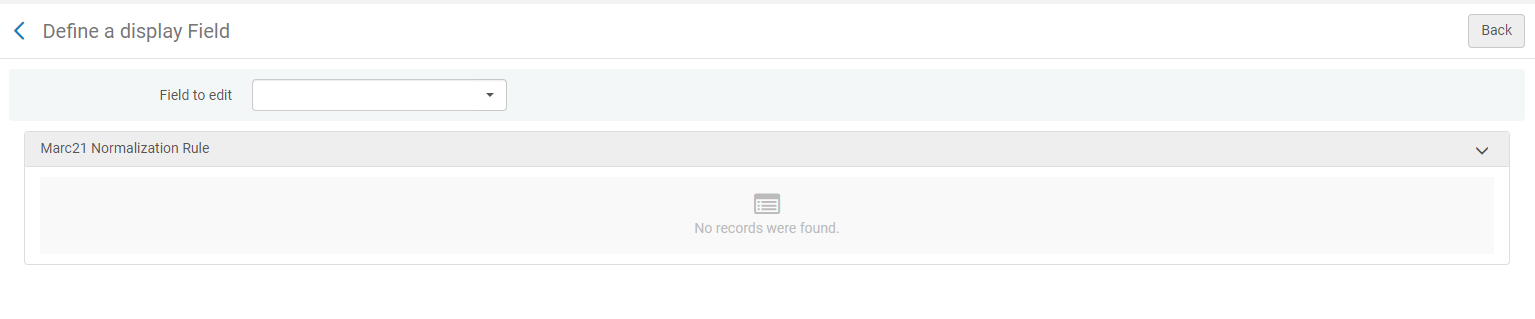 Define a display Field
Back
Field to edit
Marc21 Normalization Rule
No records were found.